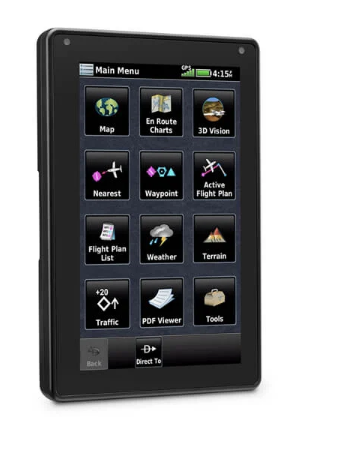 Main Menu GPS 4:15
Map
En Route
Charts
3D Vision
Nearest
Waypoint
Active
Flight Plan
Flight Plan
List
Weather
Terrain
+20
Traffic
PDF Viewer
Tools
Back
D
Direct To